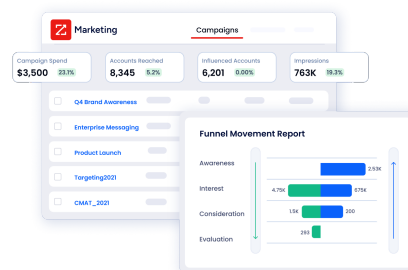 Marketing
Campaigns
Campaign Spend
$3,500 23.1%
Accounts Reached
8,345 5.2%
Influenced Accounts
6,201 0.00%
Impressions
763K 19.3%
Q4 Brand Awareness
Enterprise Messaging
Product Launch
Targeting2021
CMAT_2021
Funnel Movement Report
Awareness
2.93K
Interest
4.75K
675K
Consideration
1.5K
200
293
Evaluation